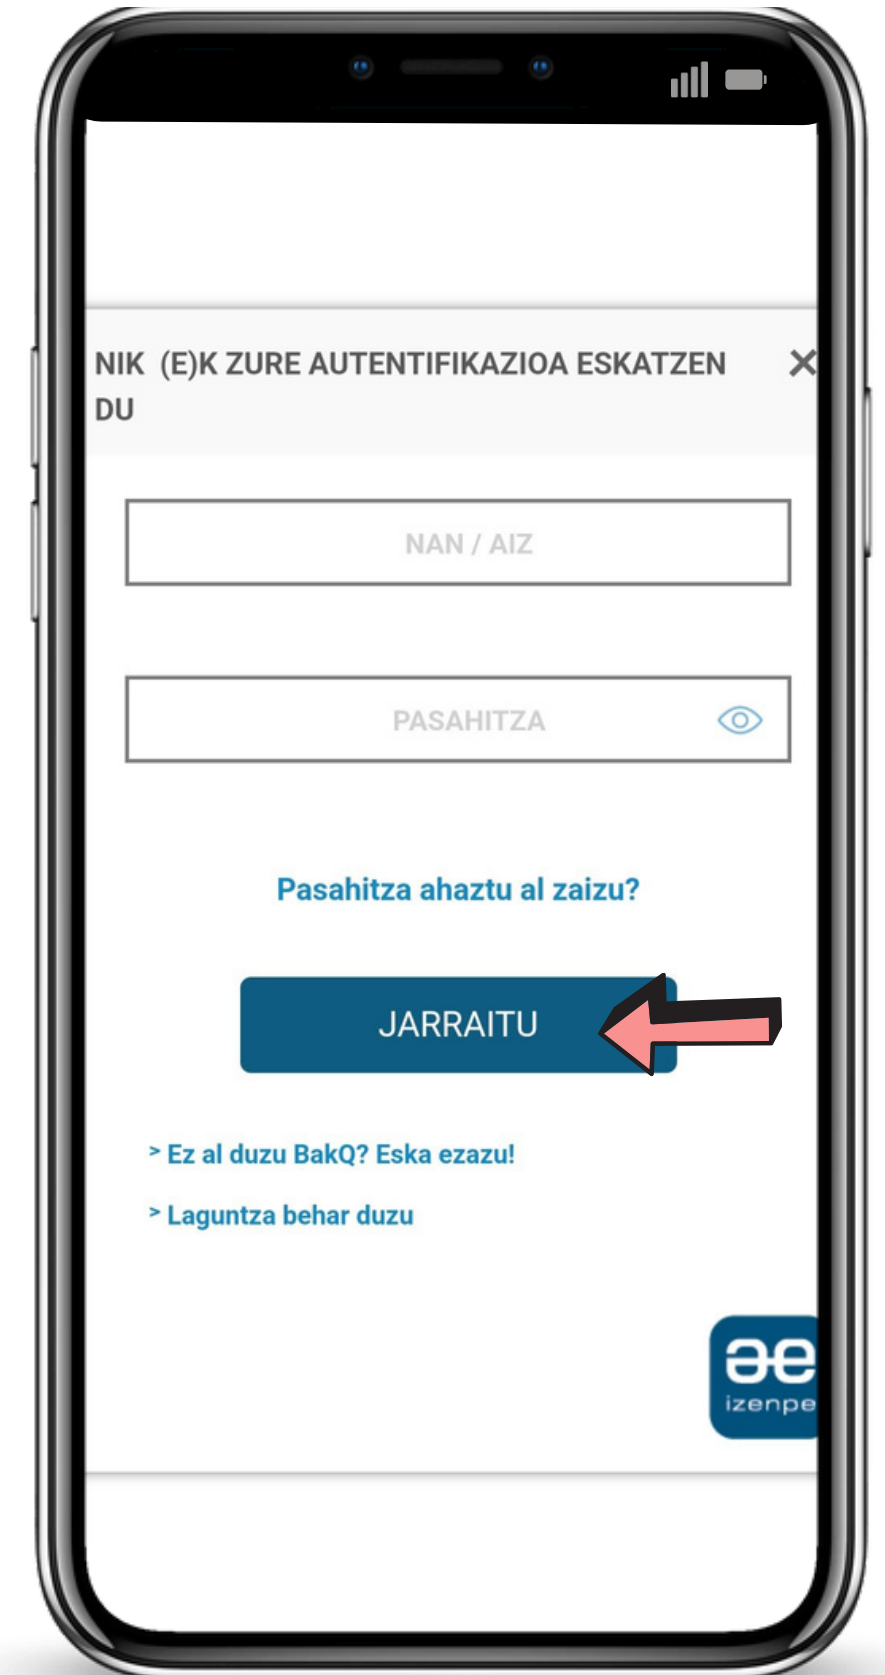 NIK (E)K ZURE AUTENTIFIKAZIOA ESKATZEN
DU
NAN / AIZ
PASAHITZA
Pasahitza ahaztu al zaizu?
JARRAITU
> Ez al duzu BakQ? Eska ezazu!
> Laguntza behar duzu
izenpe